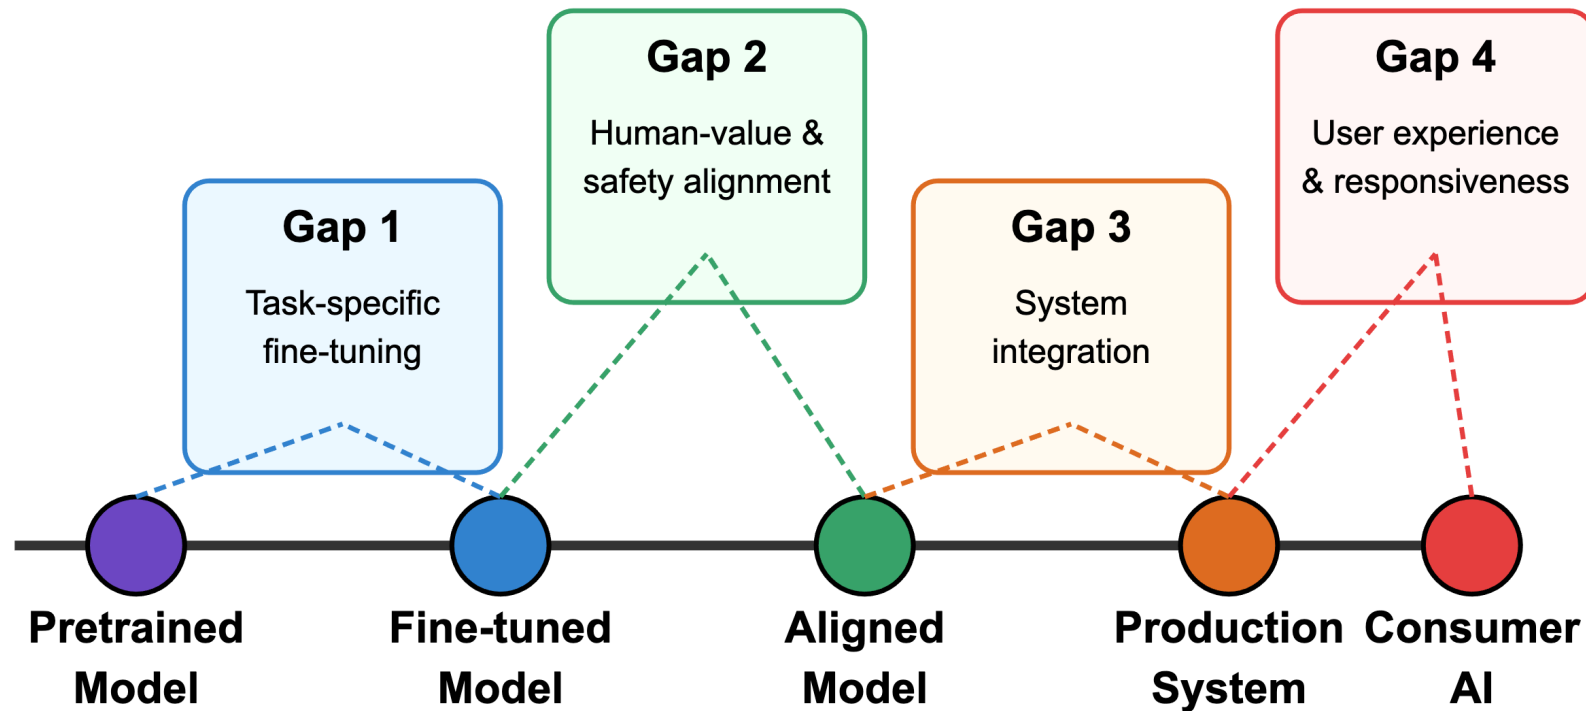 Gap 1
Task-specific
fine-tuning
Gap 2
Human-value &
safety alignment
Gap 3
System
integration
Gap 4
User experience
& responsiveness
Pretrained
Model
Fine-tuned
Model
Aligned
Model
Production
System
Consumer
AI